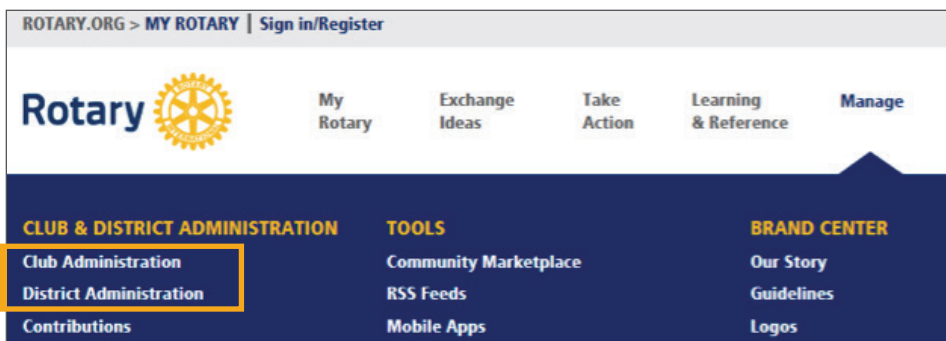 ROTARY.ORG > MY ROTARY | Sign in/Register
Rotary
ROTARY
INTERNATIONAL
My Rotary
Exchange Ideas
Take Action
Learning & Reference
Manage
CLUB & DISTRICT ADMINISTRATION
Club Administration
District Administration
Contributions
TOOLS
Community Marketplace
RSS Feeds
Mobile Apps
BRAND CENTER
Our Story
Guidelines
Logos